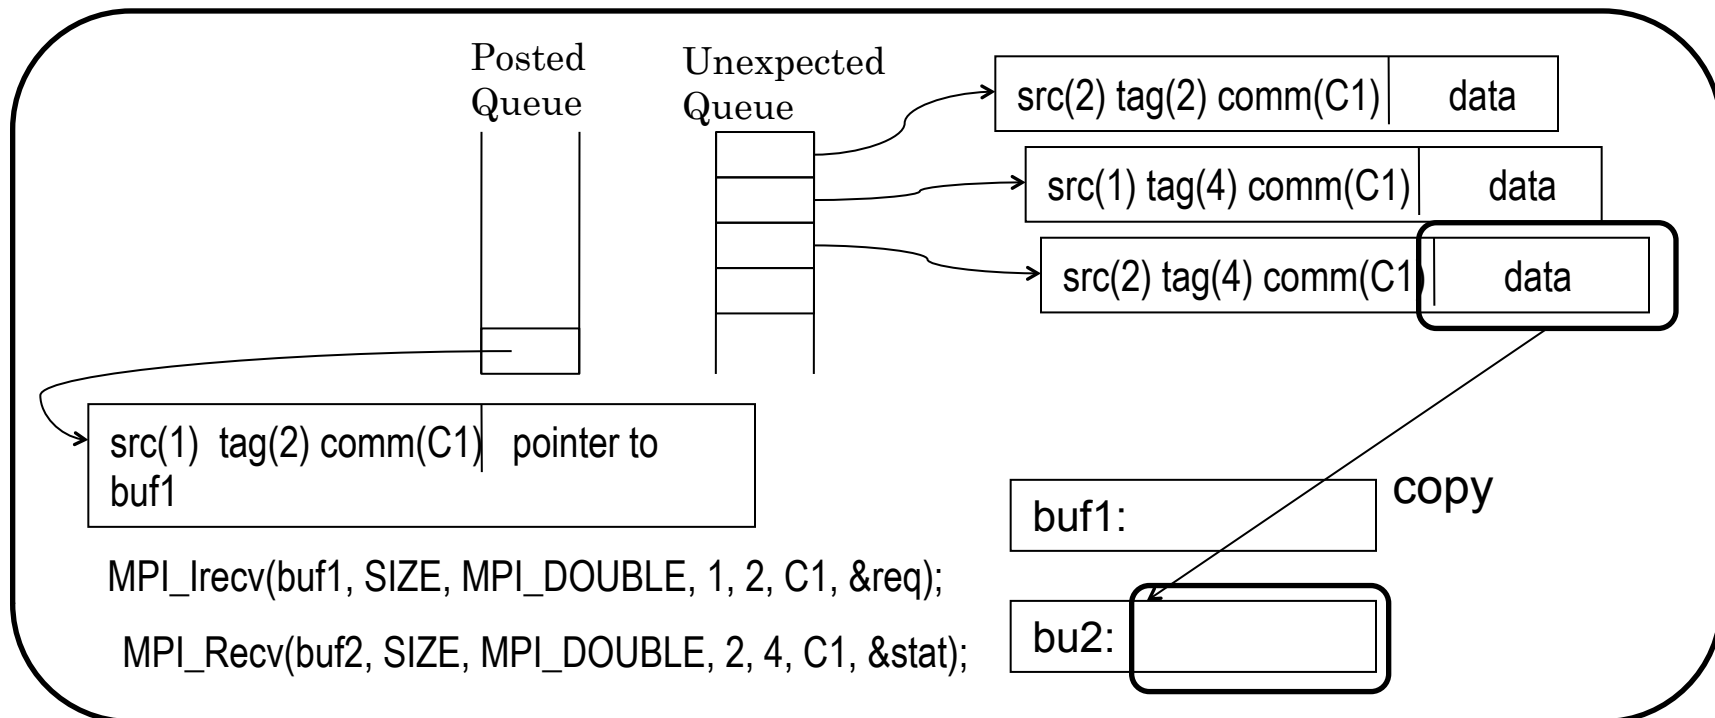 Posted
Queue
Unexpected
Queue
src(2) tag(2) comm(C1) data
src(1) tag(4) comm(C1) data
src(2) tag(4) comm(C1) data
src(1) tag(2) comm(C1) pointer to
buf1
copy
buf1:
MPI_Irecv(buf1, SIZE, MPI_DOUBLE, 1, 2, C1, &req);
bu2:
MPI_Recv(buf2, SIZE, MPI_DOUBLE, 2, 4, C1, &stat);